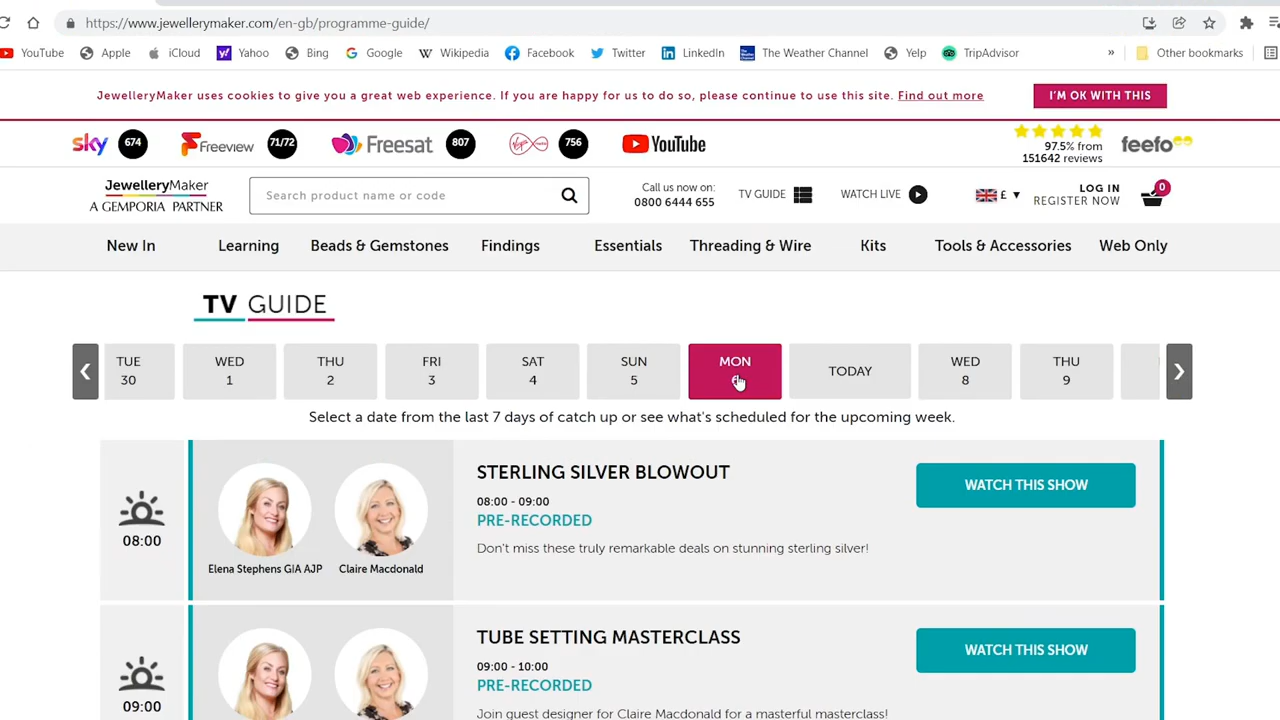 https://www.jewellerymaker.com/en-gb/programme-guide/
YouTube Apple iCloud Yahoo Bing Google Wikipedia Facebook Twitter LinkedIn The Weather Channel Yelp TripAdvisor » Other bookmarks
JewelleryMaker uses cookies to give you a great web experience. If you are happy for us to do so, please continue to use this site. Find out more I'M OK WITH THIS
sky 674 Freeview 71/72 Freesat 807 756 YouTube 97.5% from feefo
151642 reviews
JewelleryMaker
A GEMPORIA PARTNER
Search product name or code
Call us now on:
0800 6444 655
TV GUIDE
WATCH LIVE
£ ▼
LOG IN
REGISTER NOW
0
New In Learning Beads & Gemstones Findings Essentials Threading & Wire Kits Tools & Accessories Web Only
TV GUIDE
TUE WED THU FRI SAT SUN MON TODAY WED THU
30 1 2 3 4 5 8 9
Select a date from the last 7 days of catch up or see what's scheduled for the upcoming week.
08:00
Elena Stephens GIA AJP Claire Macdonald
STERLING SILVER BLOWOUT
08:00 - 09:00
PRE-RECORDED
Don't miss these truly remarkable deals on stunning sterling silver!
WATCH THIS SHOW
09:00
TUBE SETTING MASTERCLASS
09:00 - 10:00
PRE-RECORDED
Join guest designer for Claire Macdonald for a masterful masterclass!
WATCH THIS SHOW